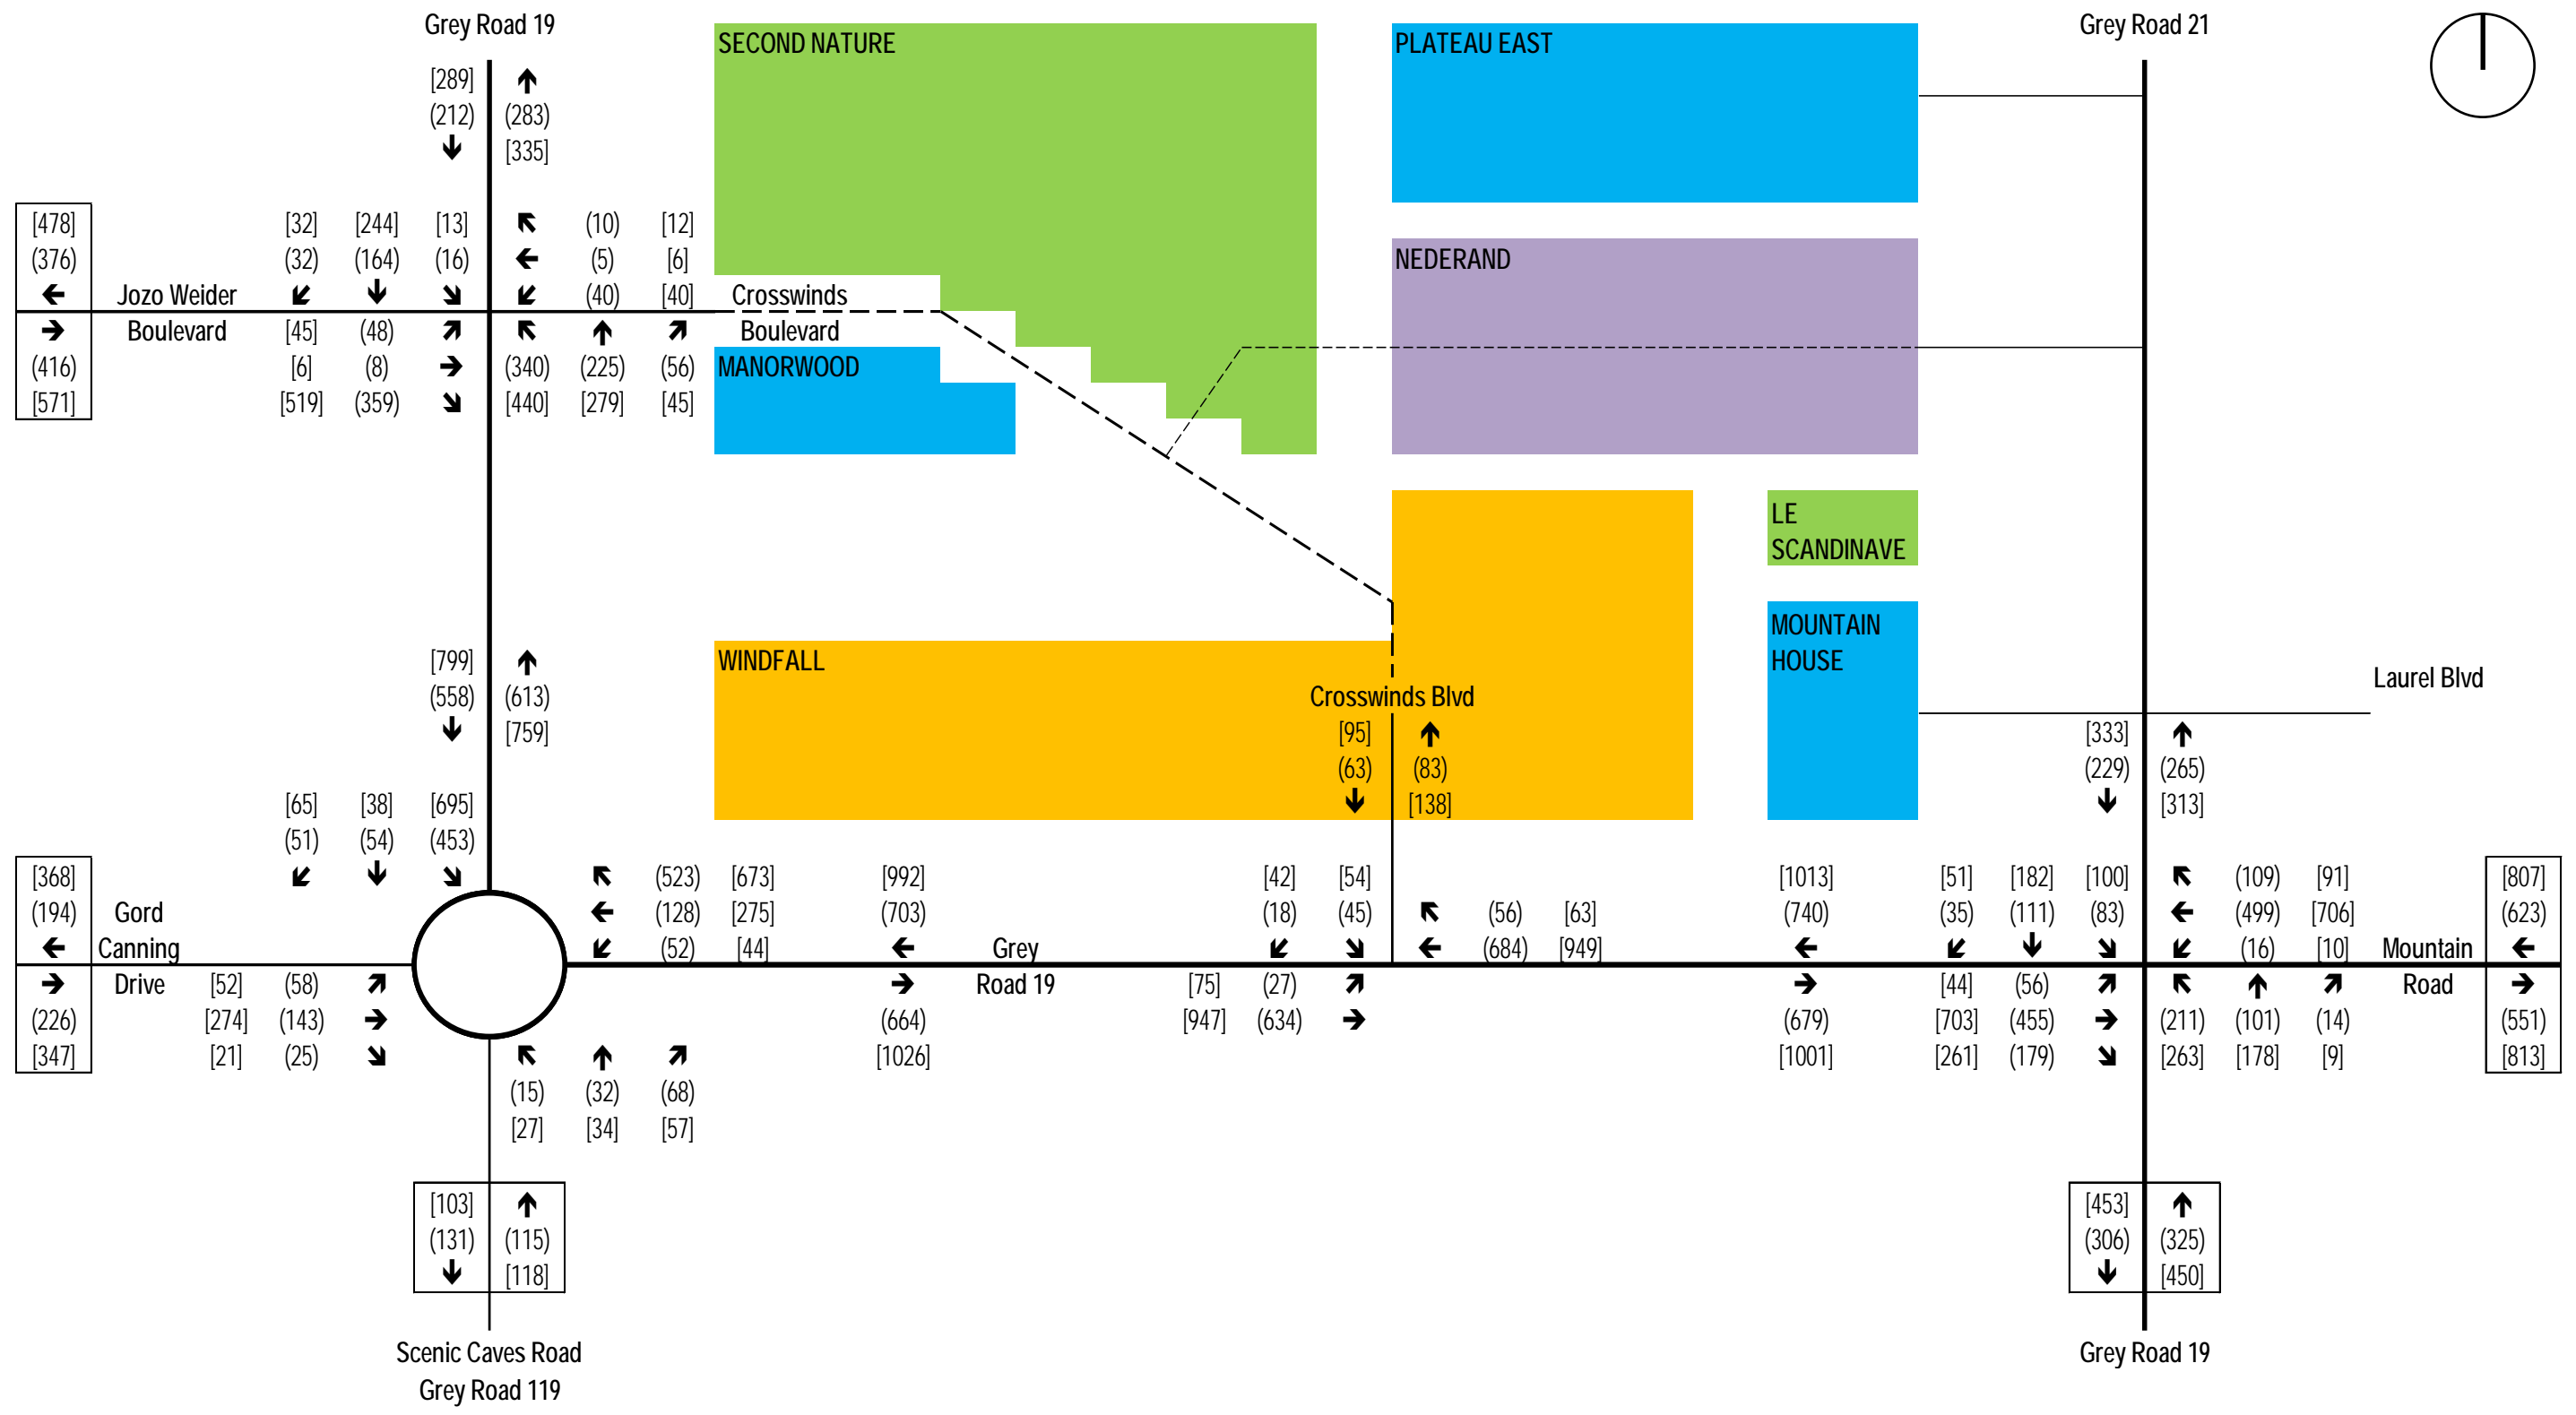 Grey Road 19
SECOND NATURE
PLATEAU EAST
Grey Road 21
[289]
(212)
(283)
[335]
[478]
(376)
[32] [244] [13]
(32) (164) (16)
(10) [12]
(5) [6]
(40) [40]
Jozo Weider
Boulevard
Crosswinds
Boulevard
(416)
[571]
[45] (48)
[6] (8)
[519] (359)
(340) (225) (56)
[440] [279] [45]
MANORWOOD
NEDERAND
LE
SCANDINAVE
MOUNTAIN
HOUSE
WINDFALL
Laurel Blvd
[799]
(558)
(613)
[759]
Crosswinds Blvd
[95]
(63)
(83)
[138]
[333]
(229)
(265)
[313]
[65] [38] [695]
(51) (54) (453)
[368]
(194)
Gord
Canning
Drive
(226)
[347]
[52] (58)
[274] (143)
[21] (25)
(523) [673]
(128) [275]
(52) [44]
[992]
(703)
Grey
Road 19
(664)
[1026]
(15) (32) (68)
[27] [34] [57]
[42] [54]
(18) (45)
(56) [63]
(684) [949]
[75] (27)
[947] (634)
[1013]
(740)
(679)
[1001]
[51] [182] [100]
(35) (111) (83)
(109) [91]
(499) [706]
(16) [10]
[44] (56)
[703] (455)
[261] (179)
(211) (101) (14)
[263] [178] [9]
Mountain
Road
[807]
(623)
(551)
[813]
[103]
(131)
(115)
[118]
[453]
(306)
(325)
[450]
Scenic Caves Road
Grey Road 119
Grey Road 19